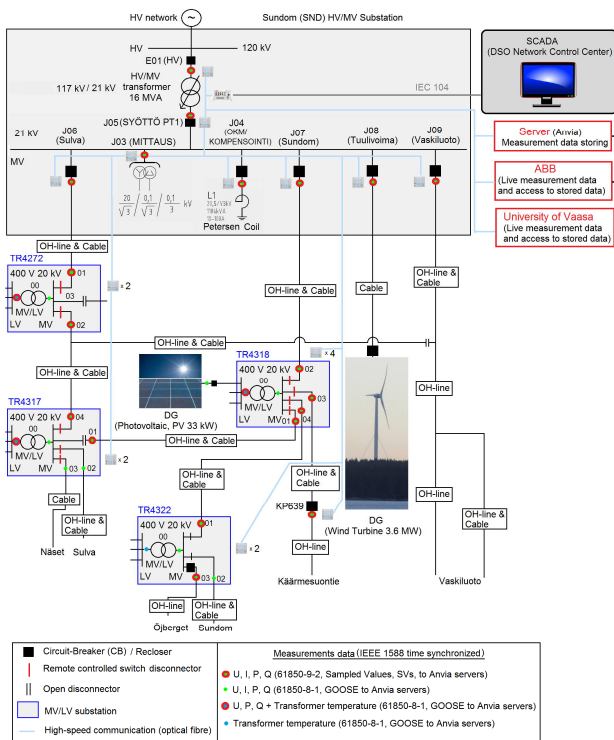 HV network
Sundom (SND) HV/MV Substation
HV
120 kV
E01 (HV)
117 kV / 21 kV
HV/MV
transformer
16 MVA
IEC 104
SCADA
(DSO Network Control Center)
J05 (SYÖTTÖ PT1)
21 kV
MV
J06
(Sulva)
J03 (MITTAUS)
J04
(OKM/
KOMPENSOINTI)
J07
(Sundom)
J08
(Tuulivoima)
J09
(Vaskiluoto)
Server (Anvia)
Measurement data storing
ABB
(Live measurement data
and access to stored data)
University of Vaasa
(Live measurement data
and access to stored data)
20
√3
/
0,1
√3
/
0,1
3
kV
L1
Petersen Coil
OH-line & Cable
OH-line & Cable
Cable
OH-line &
Cable
TR4272
400 V 20 kV
01
00
03
MV/LV
LV
MV
02
x 2
OH-line & Cable
OH-line & Cable
x 4
TR4318
400 V 20 kV
02
00
03
MV/LV
04
LV
MV
01
DG
(Photovoltaic, PV 33 kW)
OH-line
TR4317
400 V 20 kV
04
00
01
MV/LV
LV
MV
03
02
x 2
OH-line & Cable
OH-line &
Cable
OH-line &
Cable
OH-line
Cable
OH-line &
Cable
Näset
Sulva
KP639
DG
(Wind Turbine 3.6 MW)
OH-line &
Cable
TR4322
400 V 20 kV
01
00
MV/LV
LV
MV
03
02
x 2
OH-line
Käärmesuontie
Vaskiluoto
OH-line
OH-line &
Cable
Öjberget
Sundom
Circuit-Breaker (CB) / Recloser
Remote controlled switch disconnector
Open disconnector
MV/LV substation
High-speed communication (optical fibre)
Measurements data (IEEE 1588 time synchronized)
U, I, P, Q (61850-9-2, Sampled Values, SVs, to Anvia servers)
U, I, P, Q (61850-8-1, GOOSE to Anvia servers)
U, P, Q + Transformer temperature (61850-8-1, GOOSE to Anvia servers)
Transformer temperature (61850-8-1, GOOSE to Anvia servers)